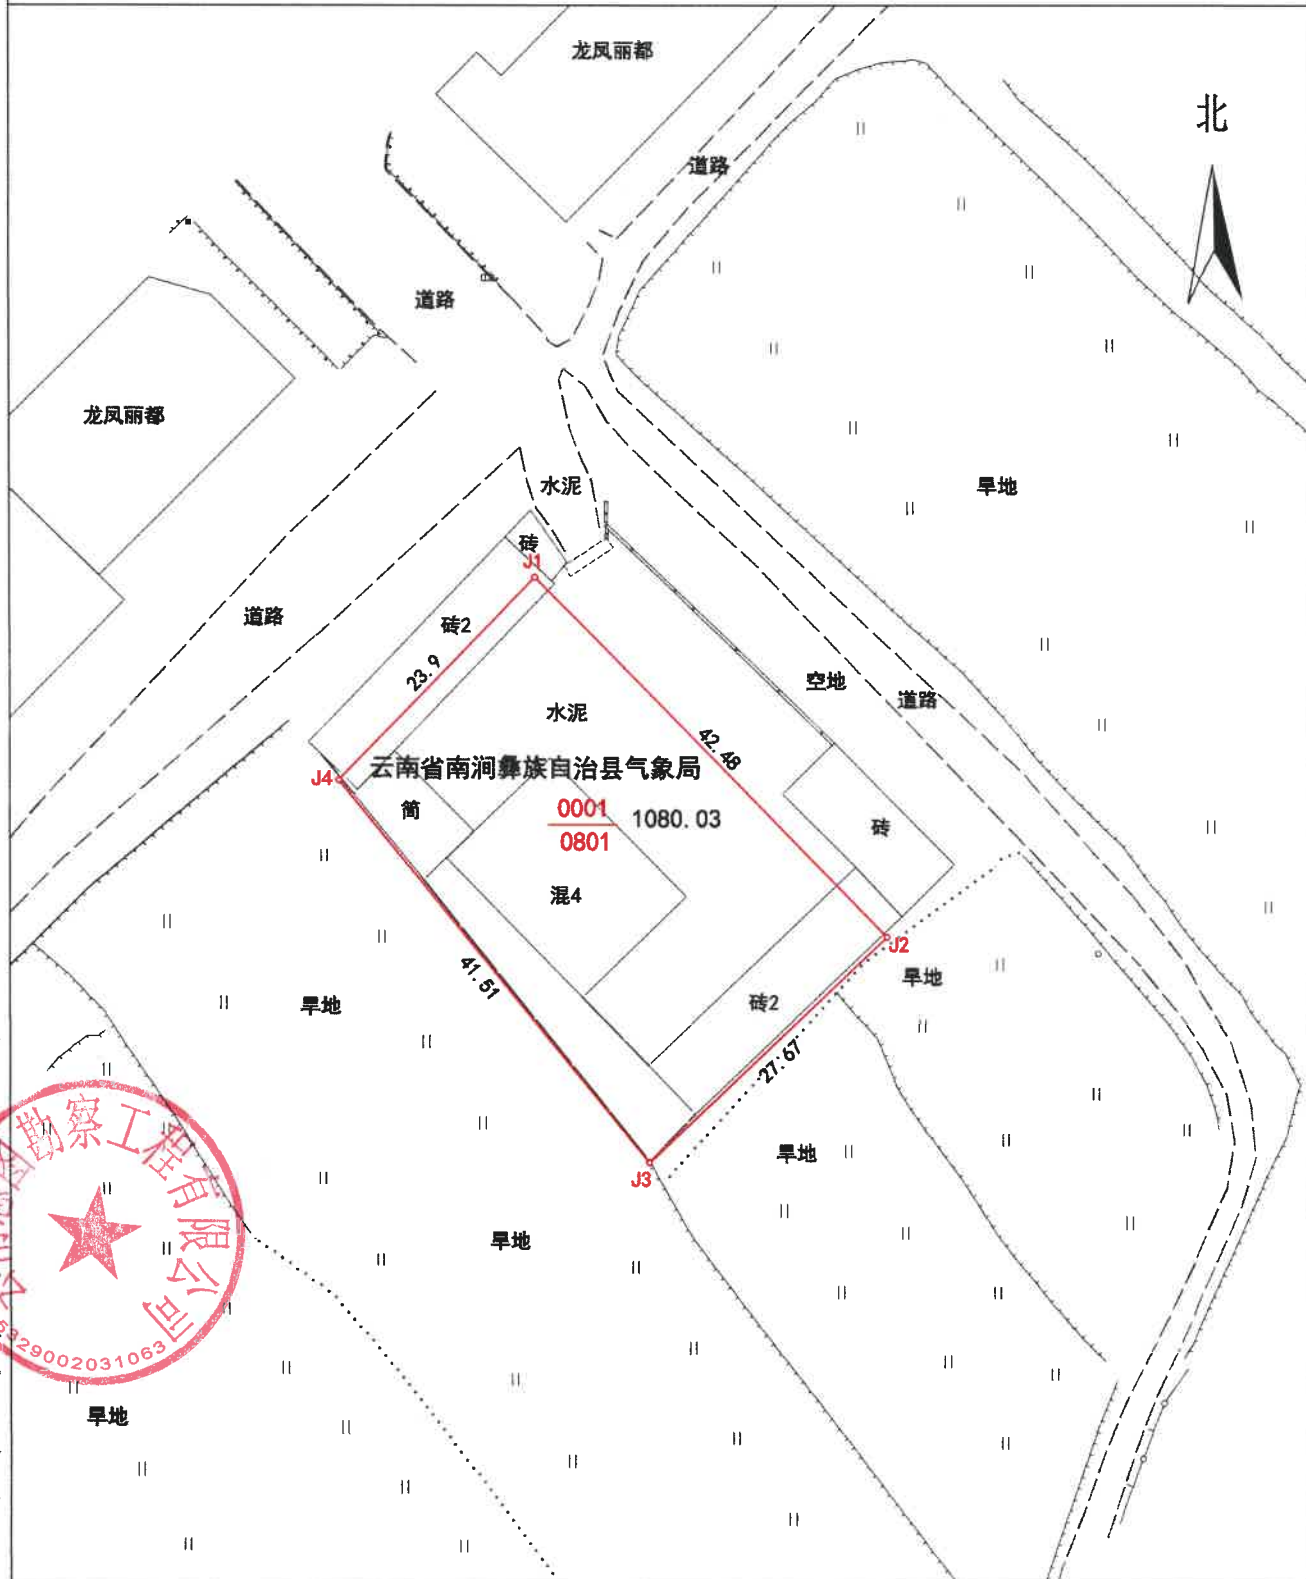 龙凤丽都
北
道路
道路
龙凤丽都
水泥
旱地
砖
J1
道路
砖2
23.9
空地
道路
水泥
42.48
云南省南涧彝族自治县气象局
J4
简
0001
1080.03
0801
砖
混4
J2
41.51
旱地
旱地
砖2
27.67
旱地
J3
勘察工程有限公司
旱地
5329002031063
旱地